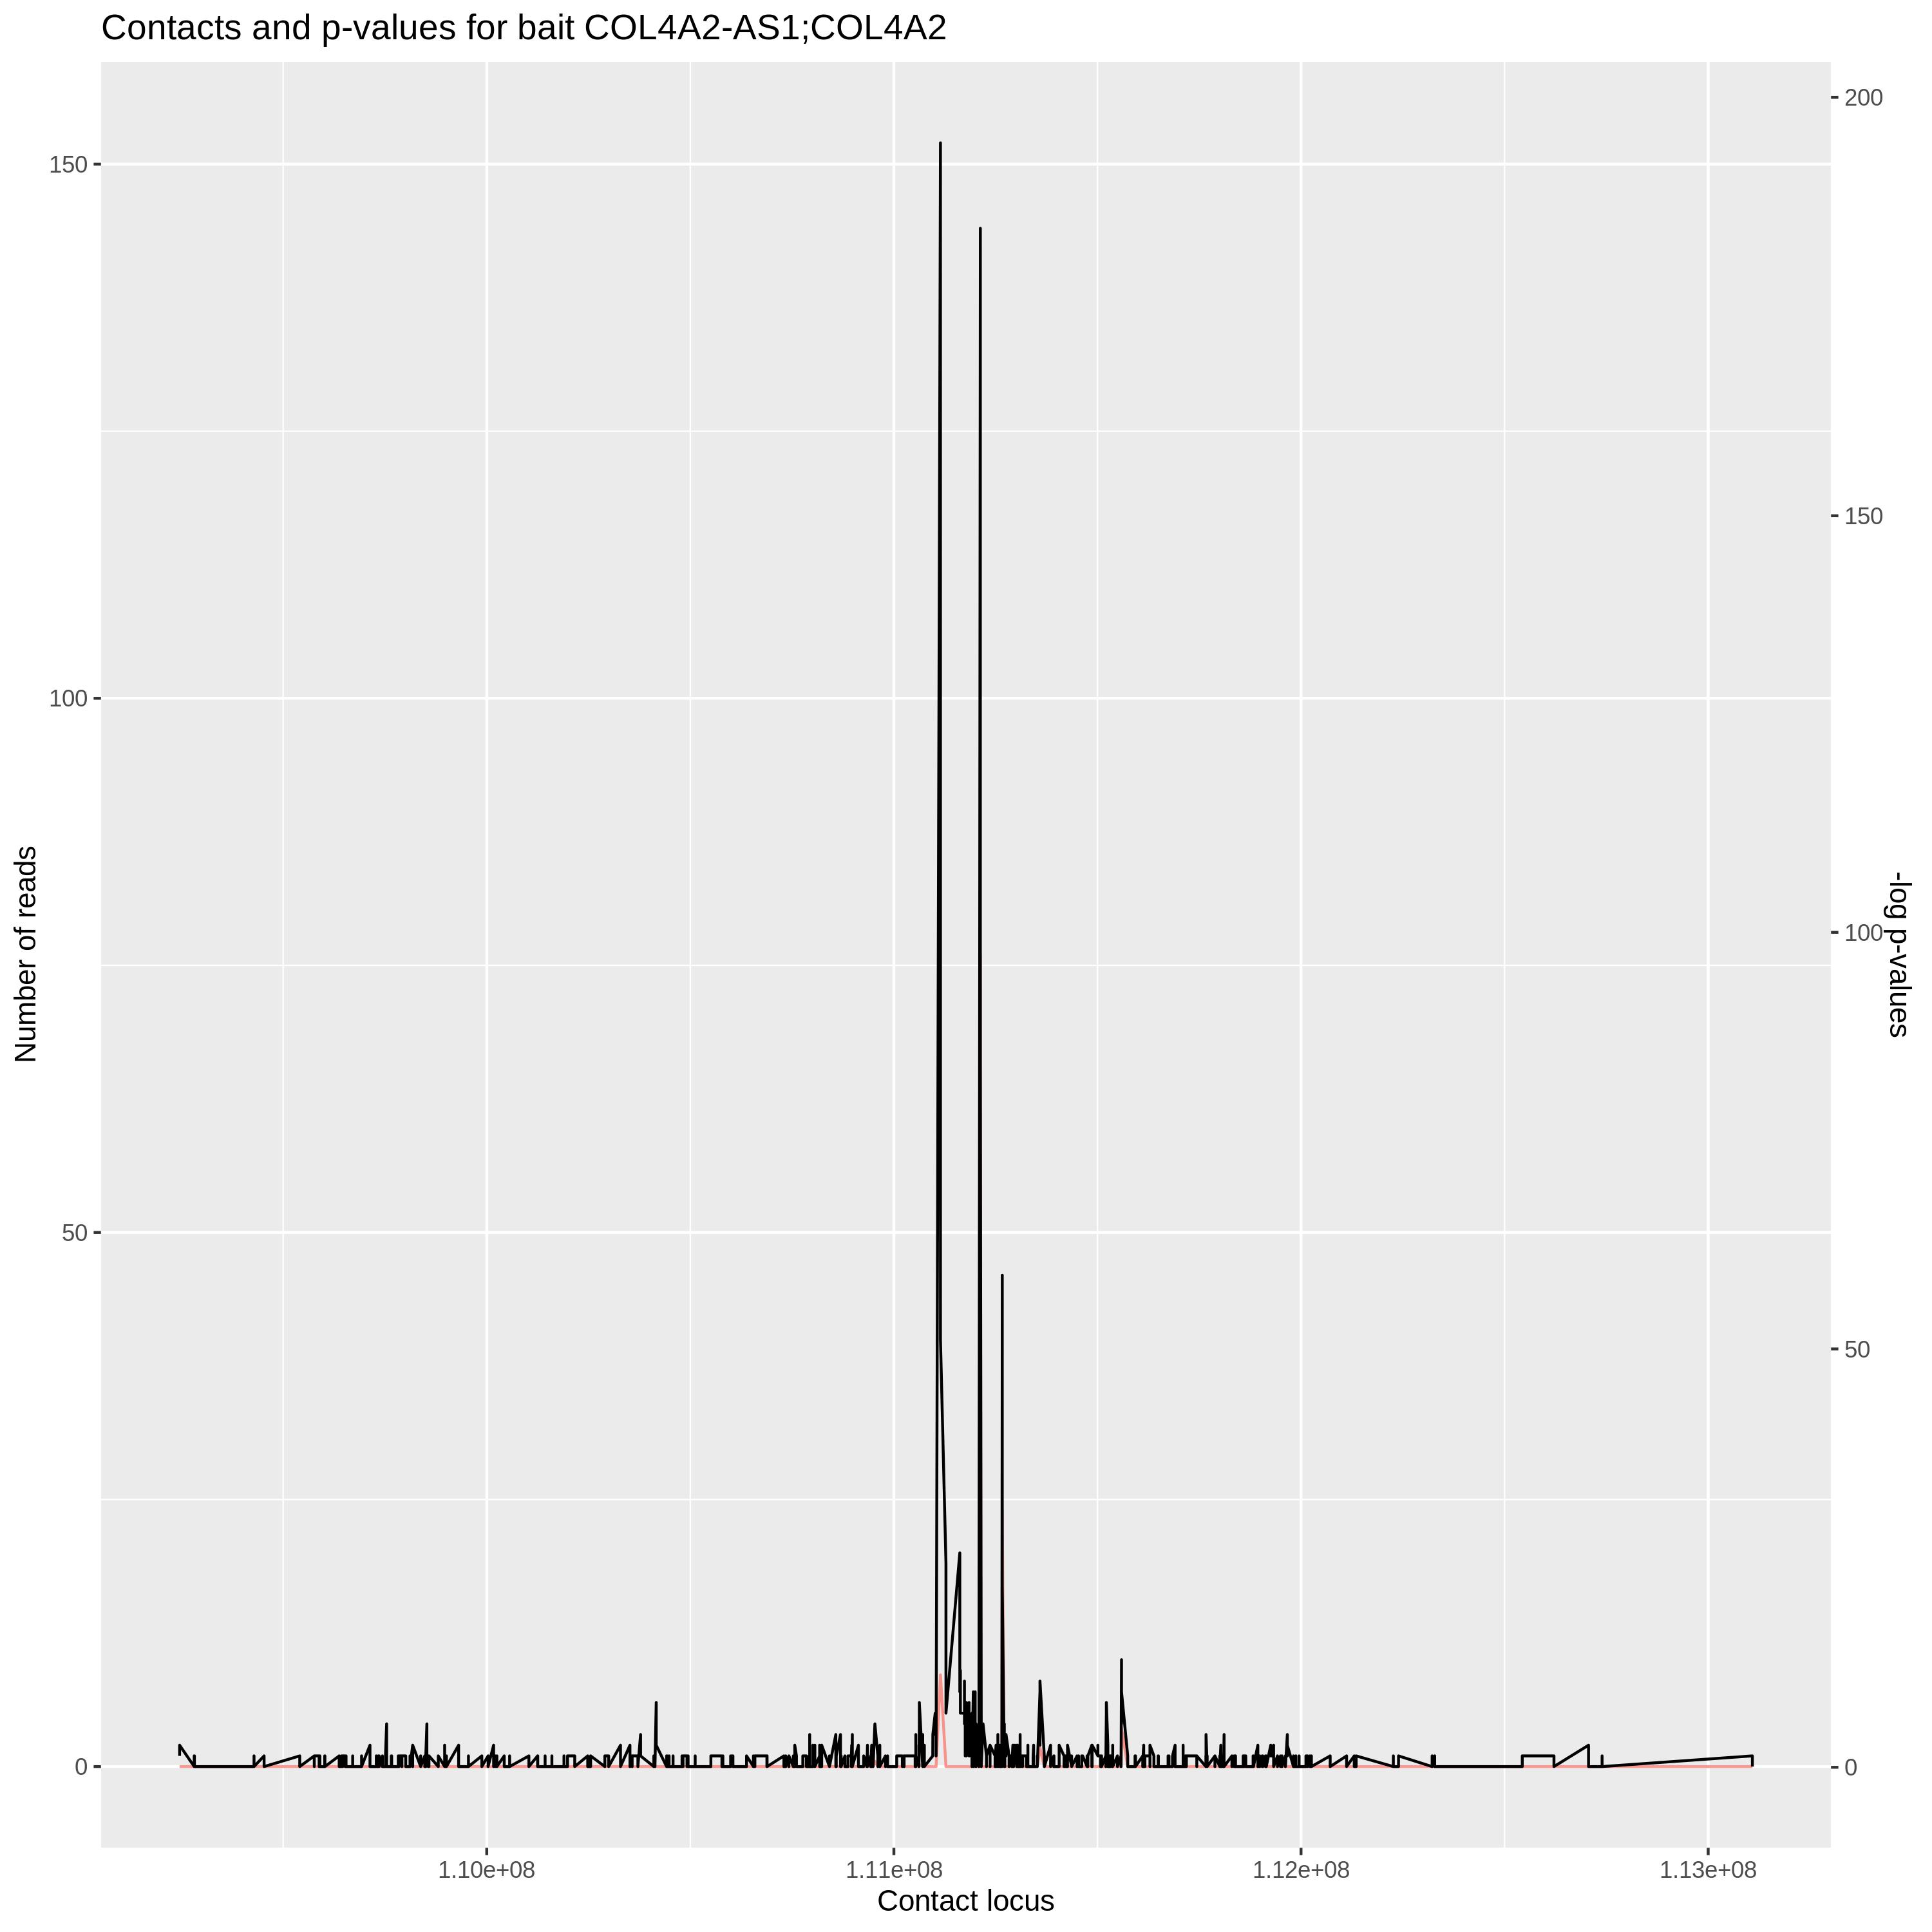 Contacts and p-values for bait COL4A2-AS1;COL4A2
200
150
150
100
100
50
50
0
0
Number of reads
-log p-values
1.10e+08
1.11e+08
1.12e+08
1.13e+08
Contact locus